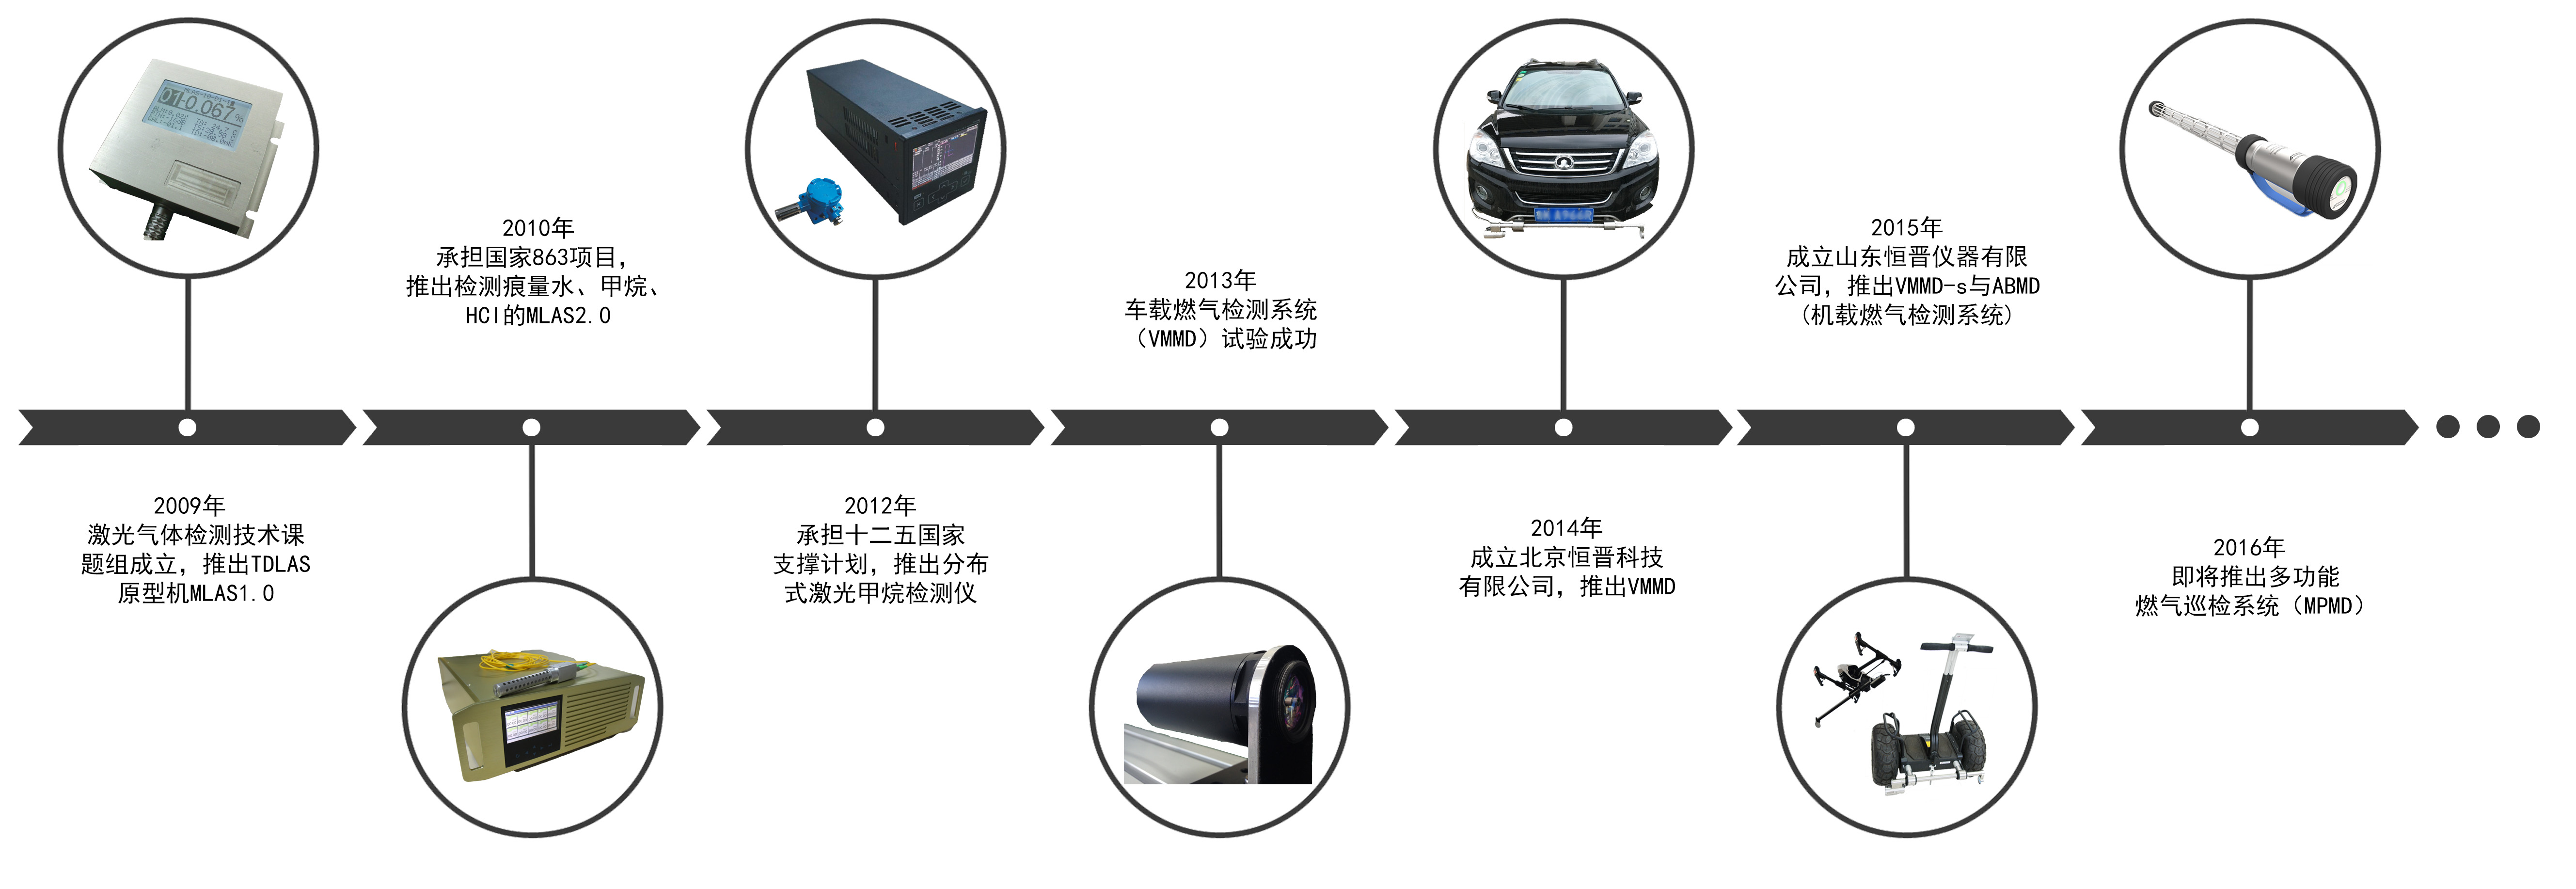 2009年
激光气体检测技术课
题组成立，推出TDLAS
原型机MLAS1.0
2010年
承担国家863项目，
推出检测痕量水、甲烷、
HCl的MLAS2.0
2012年
承担十二五国家
支撑计划，推出分布
式激光甲烷检测仪
2013年
车载燃气检测系统
（VMMD）试验成功
2014年
成立北京恒晋科技
有限公司，推出VMMD
2015年
成立山东恒晋仪器有限
公司，推出VMMD-s与ABMD
(机载燃气检测系统)
2016年
即将推出多功能
燃气巡检系统（MPMD）
01-0.067%